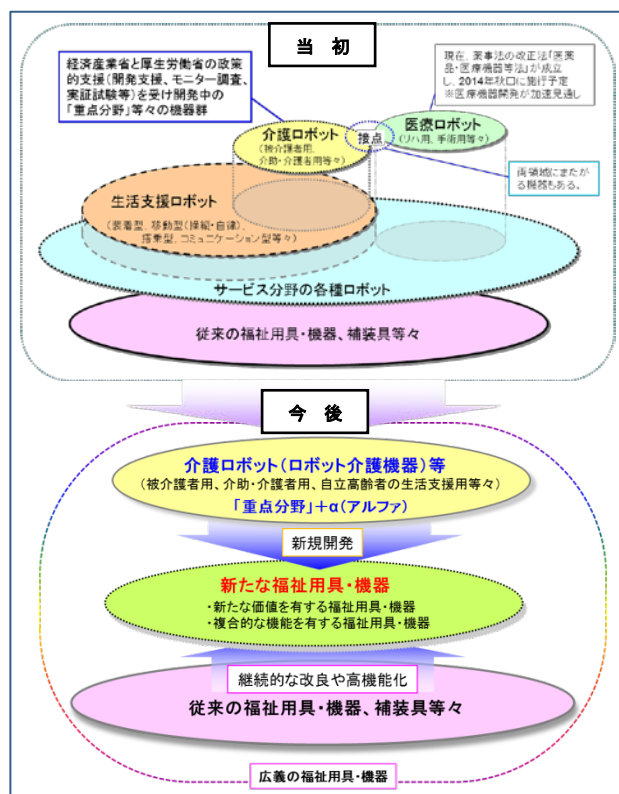 当 初
経済産業省と厚生労働省の政策
的支援(開発支援、モニター調査、
実証試験等)を受け開発中の
「重点分野」等々の機器群
現在、薬事法の改正法「医薬
品・医療機器等法」が成立
し、2014年秋口に施行予定
※医療機器開発が加速見通し
介護ロボット
(被介護者用、
介助・介護者用等々)
接点
医療ロボット
(リハ用、手術用等々)
両領域にまたが
る機器もある。
生活支援ロボット
(装着型、移動型(操縦・自律)、
搭乗型、コミュニケーション型等々)
サービス分野の各種ロボット
従来の福祉用具・機器、補装具等々
今 後
介護ロボット(ロボット介護機器)等
(被介護者用、介助・介護者用、自立高齢者の生活支援用等々)
「重点分野」+α(アルファ)
新規開発
新たな福祉用具・機器
・新たな価値を有する福祉用具・機器
・複合的な機能を有する福祉用具・機器
継続的な改良や高機能化
従来の福祉用具・機器、補装具等々
広義の福祉用具・機器